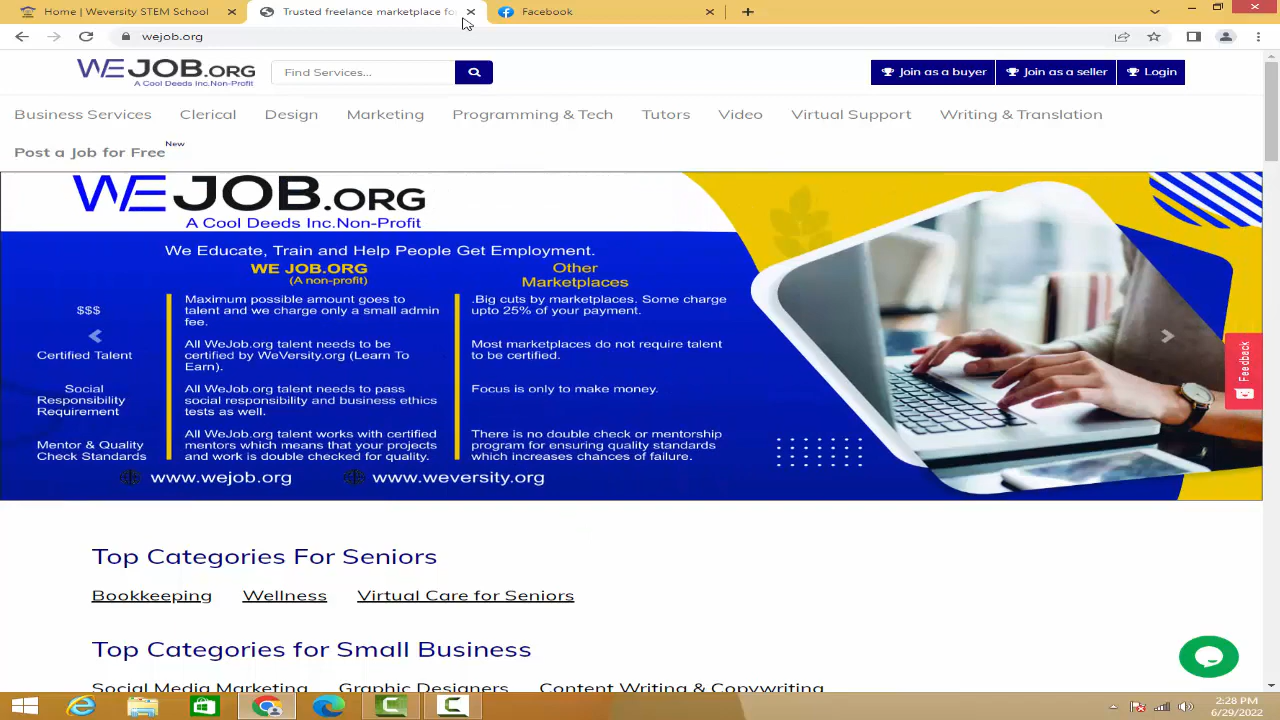 Home | Weversity STEM School
Trusted freelance marketplace fo
Facebook
wejob.org
WEJOB.ORG
A Cool Deeds Inc.Non-Profit
Find Services...
Join as a buyer
Join as a seller
Login
Business Services
Clerical
Design
Marketing
Programming & Tech
Tutors
Video
Virtual Support
Writing & Translation
Post a Job for Free New
WEJOB.ORG
A Cool Deeds Inc.Non-Profit
We Educate, Train and Help People Get Employment.
WE JOB.ORG
(A non-profit)
Other
Marketplaces
$$$
Maximum possible amount goes to
talent and we charge only a small admin
fee.
.Big cuts by marketplaces. Some charge
upto 25% of your payment.
Certified Talent
All WeJob.org talent needs to be
certified by WeVersity.org (Learn To
Earn).
Most marketplaces do not require talent
to be certified.
Social
Responsibility
Requirement
All WeJob.org talent needs to pass
social responsibility and business ethics
tests as well.
Focus is only to make money.
Mentor & Quality
Check Standards
All WeJob.org talent works with certified
mentors which means that your projects
and work is double checked for quality.
There is no double check or mentorship
program for ensuring quality standards
which increases chances of failure.
www.wejob.org
www.weversity.org
Feedback
Top Categories For Seniors
Bookkeeping
Wellness
Virtual Care for Seniors
Top Categories for Small Business
Social Media Marketing
Graphic Designers
Content Writing & Copywriting
2:28 PM
6/29/2022